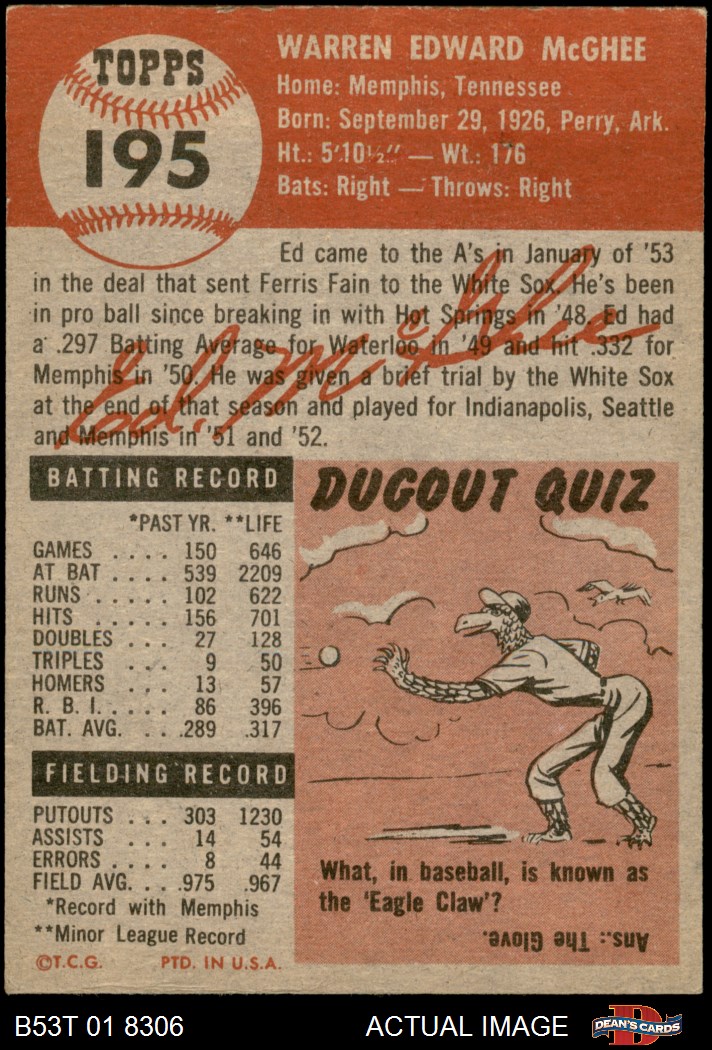 TOPPS
195
WARREN EDWARD McGHEE
Home: Memphis, Tennessee
Born: September 29, 1926, Perry, Ark.
Ht.: 5'10½" — Wt.: 176
Bats: Right — Throws: Right
Ed came to the A's in January of '53
in the deal that sent Ferris Fain to the White Sox. He's been
in pro ball since breaking in with Hot Springs in '48. Ed had
a .297 Batting Average for Waterloo in '49 and hit .332 for
Memphis in '50. He was given a brief trial by the White Sox
at the end of that season and played for Indianapolis, Seattle
and Memphis in '51 and '52.
Ed. McGhee
BATTING RECORD
*PAST YR. **LIFE
GAMES .... 150 646
AT BAT .... 539 2209
RUNS ..... 102 622
HITS ..... 156 701
DOUBLES ... 27 128
TRIPLES ... 9 50
HOMERS ... 13 57
R. B. I. .... 86 396
BAT. AVG. . .289 .317
FIELDING RECORD
PUTOUTS ... 303 1230
ASSISTS ... 14 54
ERRORS .... 8 44
FIELD AVG. . .975 .967
*Record with Memphis
**Minor League Record
©T.C.G. PTD. IN U.S.A.
DUGOUT QUIZ
What, in baseball, is known as
the 'Eagle Claw'?
Ans.: The Glove.
B53T 01 8306 ACTUAL IMAGE
D
DEAN'S CARDS